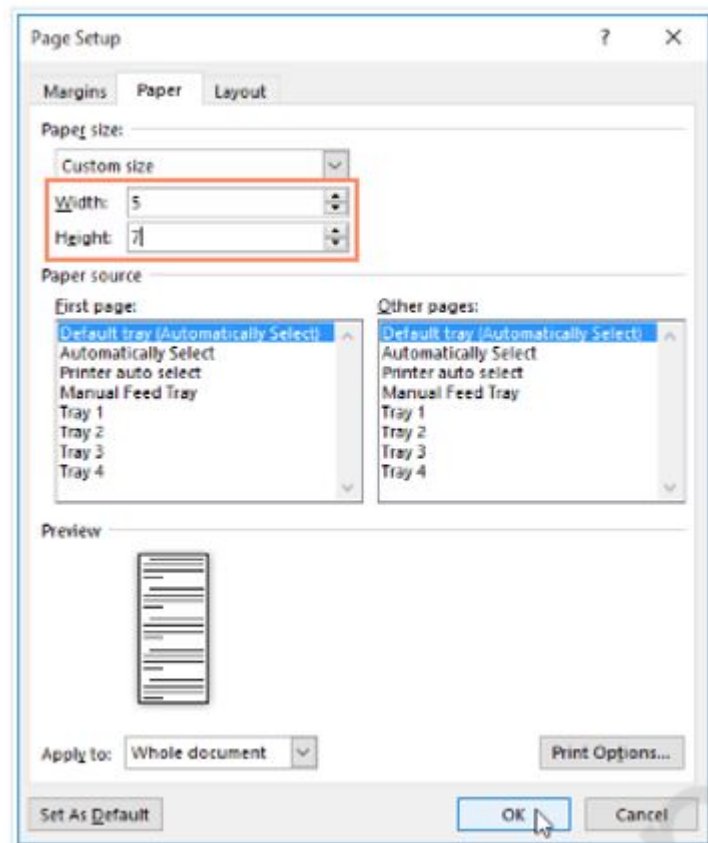 Page Setup ? ×
Margins Paper Layout
Paper size:
Custom size
Width: 5
Height: 7
Paper source
First page: Other pages:
Default tray (Automatically Select) Default tray (Automatically Select)
Automatically Select Automatically Select
Printer auto select Printer auto select
Manual Feed Tray Manual Feed Tray
Tray 1 Tray 1
Tray 2 Tray 2
Tray 3 Tray 3
Tray 4 Tray 4
Preview
Apply to: Whole document Print Options...
Set As Default OK Cancel